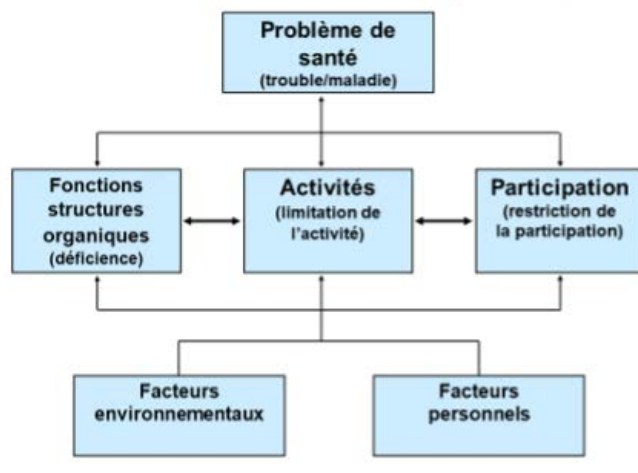 Problème de
santé
(trouble/maladie)
Fonctions
structures
organiques
(déficience)
Activités
(limitation de
l'activité)
Participation
(restriction de
la participation)
Facteurs
environnementaux
Facteurs
personnels